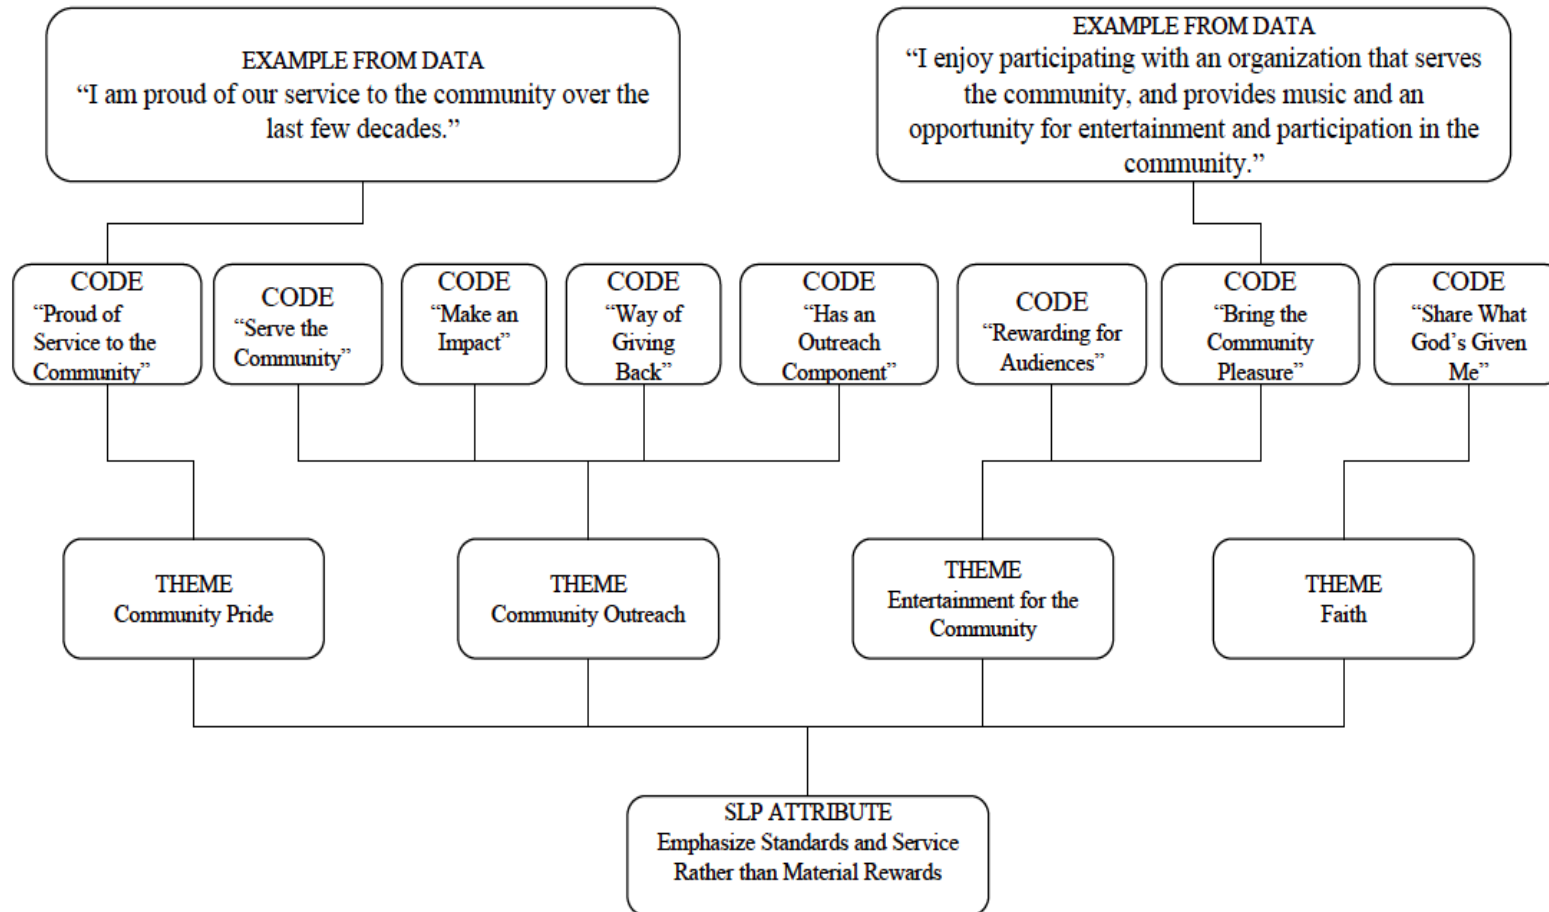 EXAMPLE FROM DATA
“I am proud of our service to the community over the
last few decades.”
EXAMPLE FROM DATA
“I enjoy participating with an organization that serves
the community, and provides music and an
opportunity for entertainment and participation in the
community.”
CODE
“Proud of
Service to the
Community”
CODE
“Serve the
Community”
CODE
“Make an
Impact”
CODE
“Way of
Giving
Back”
CODE
“Has an
Outreach
Component”
CODE
“Rewarding for
Audiences”
CODE
“Bring the
Community
Pleasure”
CODE
“Share What
God’s Given
Me”
THEME
Community Pride
THEME
Community Outreach
THEME
Entertainment for the
Community
THEME
Faith
SLP ATTRIBUTE
Emphasize Standards and Service
Rather than Material Rewards